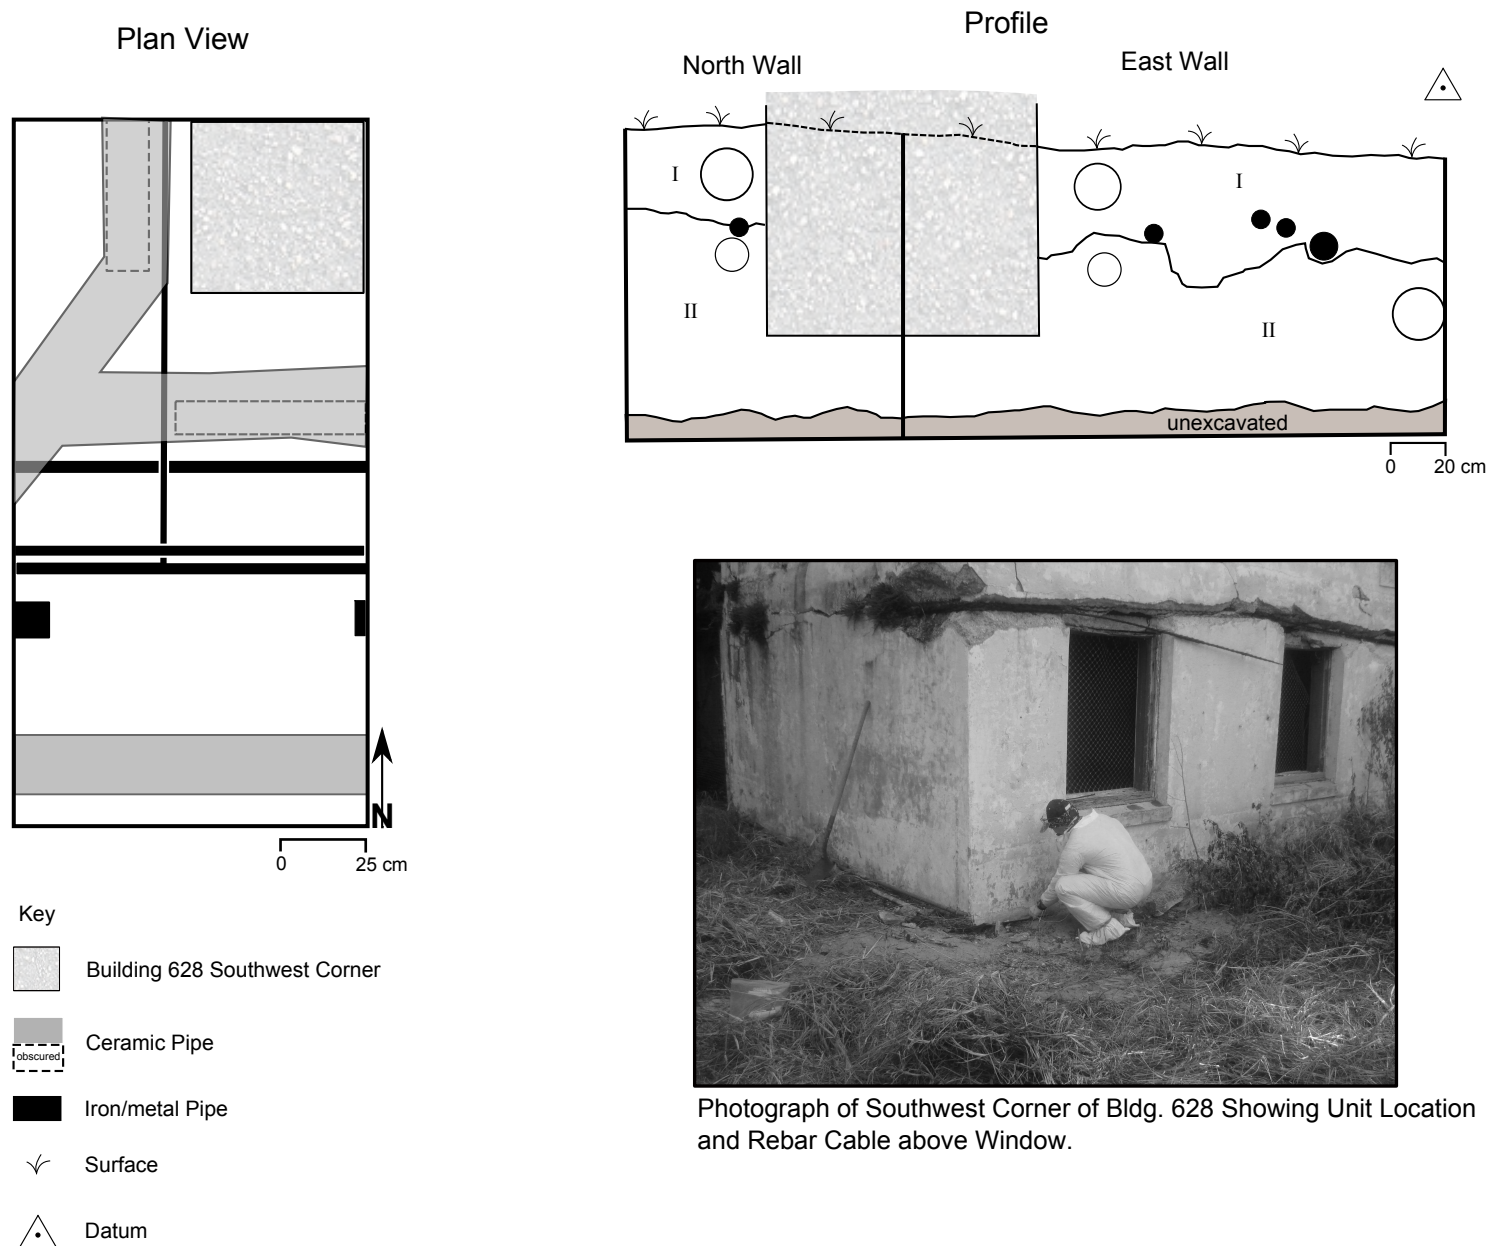 Plan View
N
0 25 cm
Key
Building 628 Southwest Corner
obscured
Ceramic Pipe
Iron/metal Pipe
Surface
Datum
Profile
North Wall
East Wall
I
I
II
II
unexcavated
0 20 cm
Photograph of Southwest Corner of Bldg. 628 Showing Unit Location
and Rebar Cable above Window.